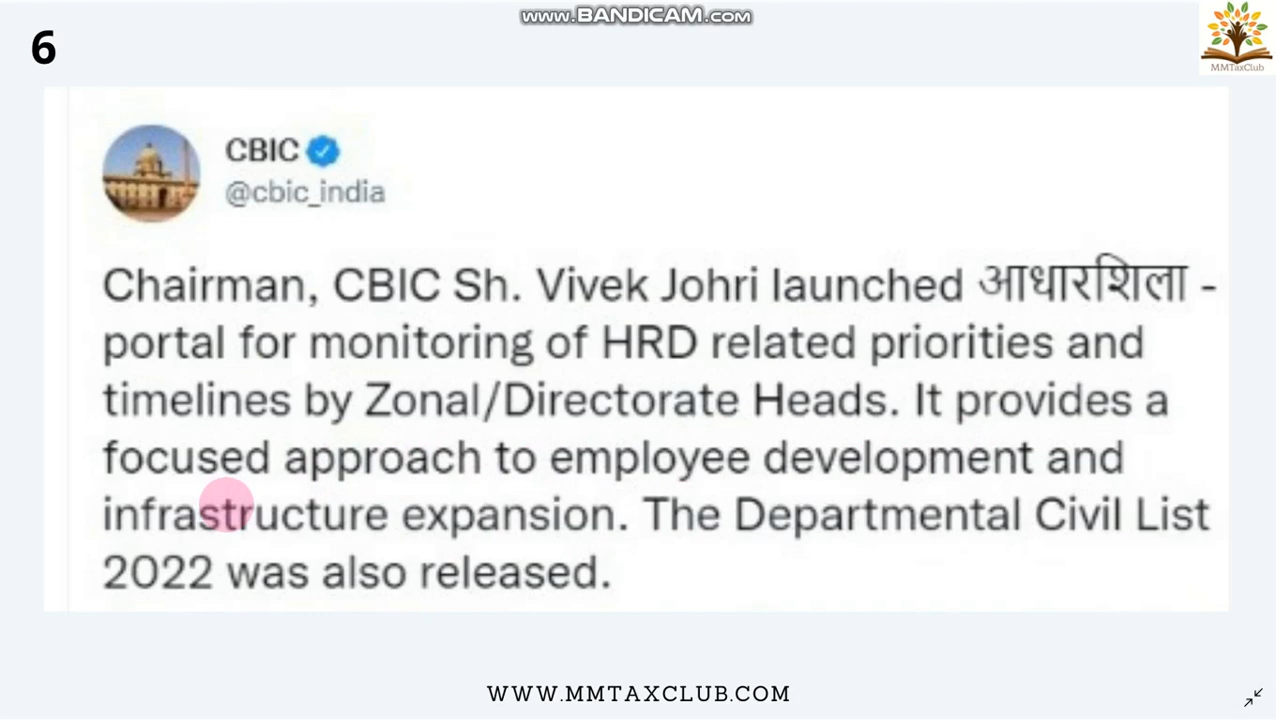 www.BANDICAM.com
6
MMTaxClub
CBIC
@cbic_india
Chairman, CBIC Sh. Vivek Johri launched आधारशिला -
portal for monitoring of HRD related priorities and
timelines by Zonal/Directorate Heads. It provides a
focused approach to employee development and
infrastructure expansion. The Departmental Civil List
2022 was also released.
WWW.MMTAXCLUB.COM